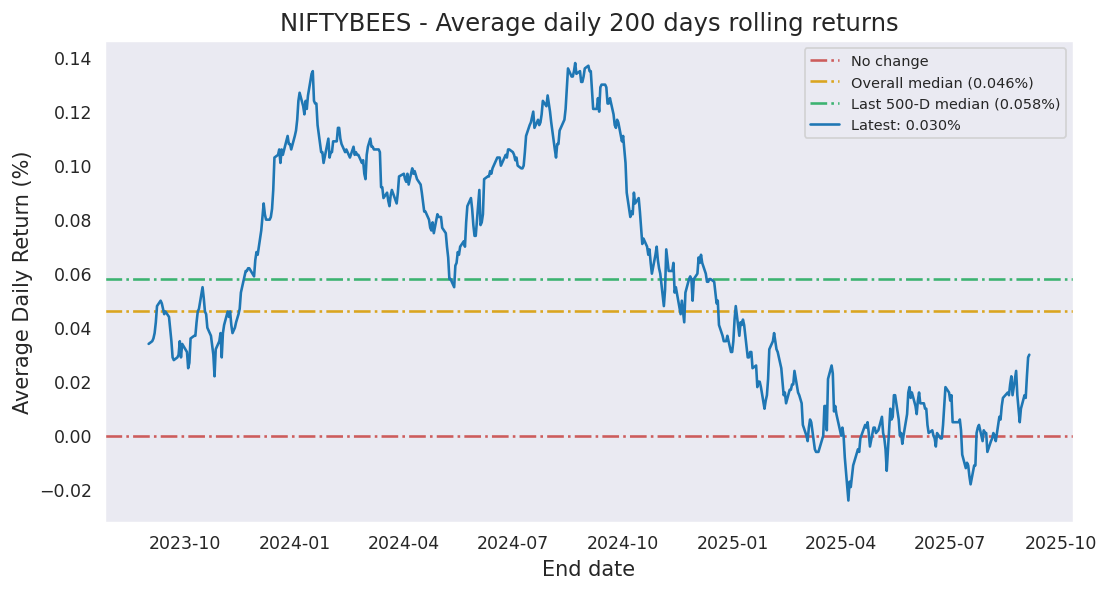 NIFTYBEES - Average daily 200 days rolling returns
No change
Overall median (0.046%)
Last 500-D median (0.058%)
Latest: 0.030%
Average Daily Return (%)
0.14
0.12
0.10
0.08
0.06
0.04
0.02
0.00
−0.02
2023-10
2024-01
2024-04
2024-07
2024-10
2025-01
2025-04
2025-07
2025-10
End date